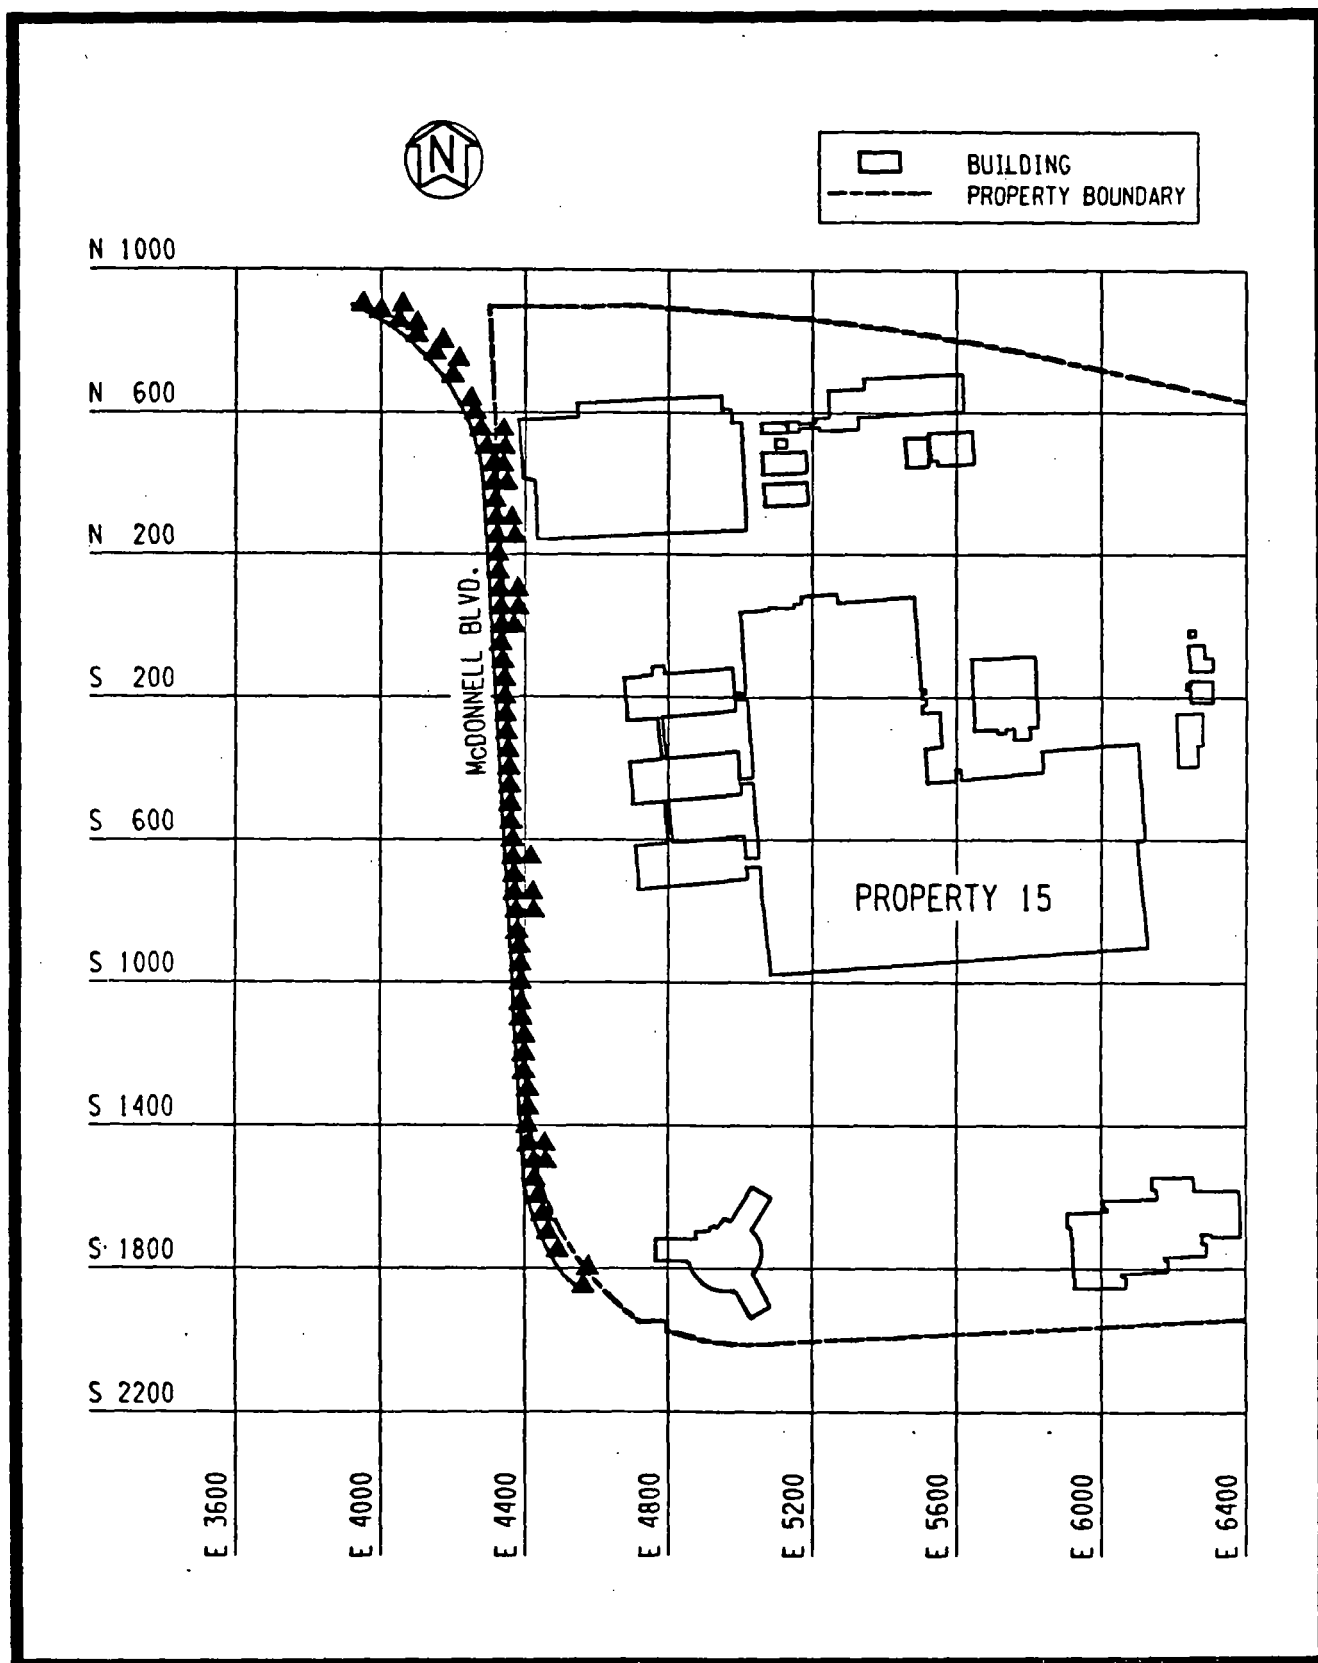 N
BUILDING
PROPERTY BOUNDARY
N 1000
N 600
N 200
McDONNELL BLVD.
S 200
S 600
PROPERTY 15
S 1000
S 1400
S 1800
S 2200
E 3600
E 4000
E 4400
E 4800
E 5200
E 5600
E 6000
E 6400